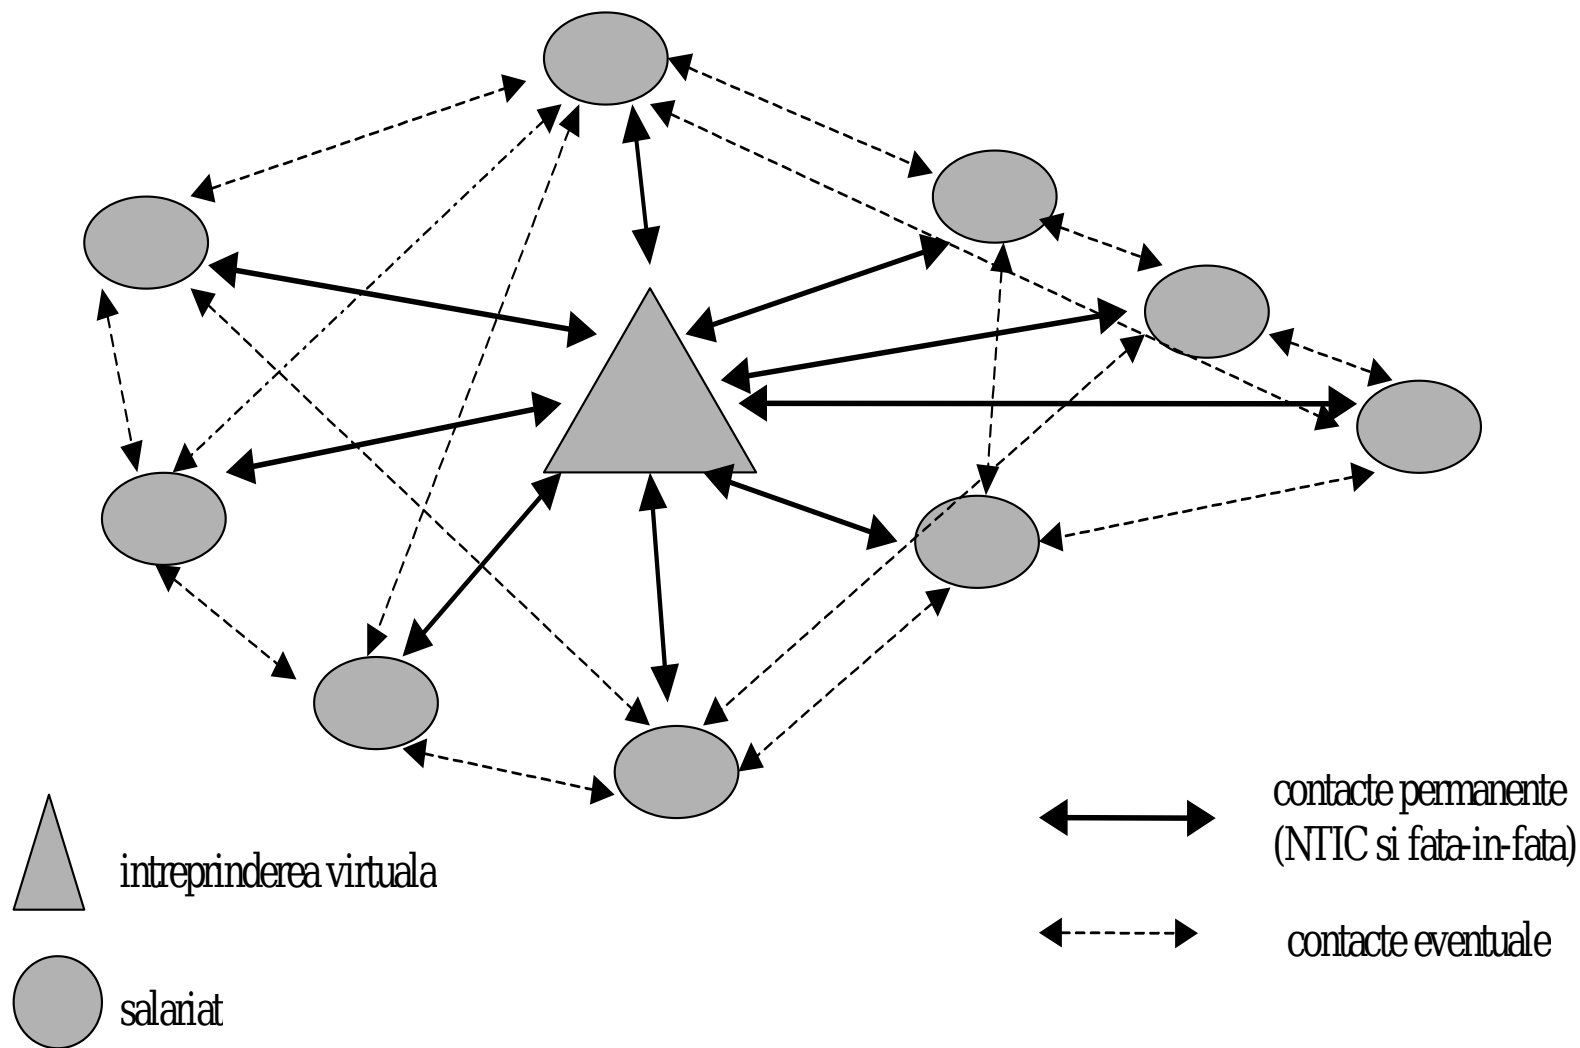 contacte permanente
(NTIC si fata-in-fata)
intreprinderea virtuala
contacte eventuale
salariat